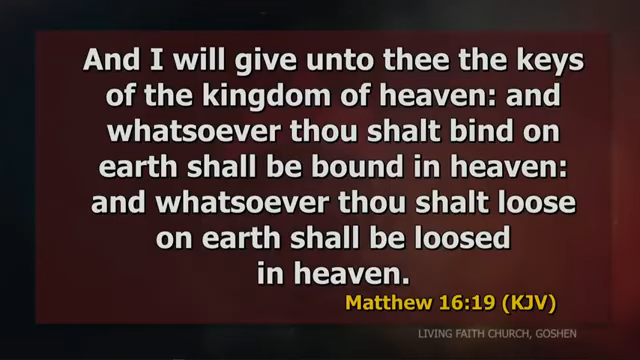 And I will give unto thee the keys
of the kingdom of heaven: and
whatsoever thou shalt bind on
earth shall be bound in heaven:
and whatsoever thou shalt loose
on earth shall be loosed
in heaven.
Matthew 16:19 (KJV)
LIVING FAITH CHURCH, GOSHEN